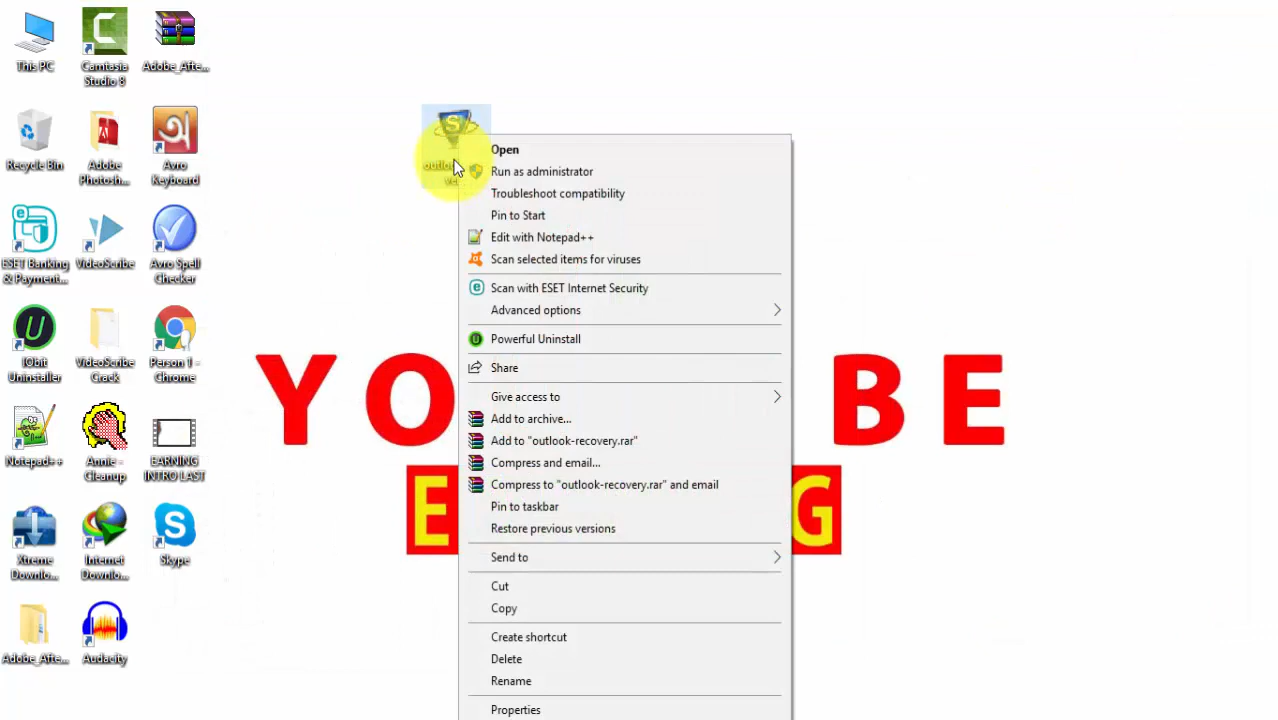 This PC
Camtasia
Studio 8
Adobe_Afte...
Recycle Bin
Adobe
Photosh...
Avro
Keyboard
ESET Banking
& Payment...
VideoScribe
Avro Spell
Checker
IObit
Uninstaller
VideoScribe
Crack
Person 1 -
Chrome
Notepad++
Annie -
Cleanup
EARNING
INTRO LAST
Xtreme
Downlo...
Internet
Downlo...
Skype
Adobe_Afte...
Audacity
Open
Run as administrator
Troubleshoot compatibility
Pin to Start
Edit with Notepad++
Scan selected items for viruses
Scan with ESET Internet Security
Advanced options
Powerful Uninstall
Share
Give access to
Add to archive...
Add to "outlook-recovery.rar"
Compress and email...
Compress to "outlook-recovery.rar" and email
Pin to taskbar
Restore previous versions
Send to
Cut
Copy
Create shortcut
Delete
Rename
Properties
YO BE
E G